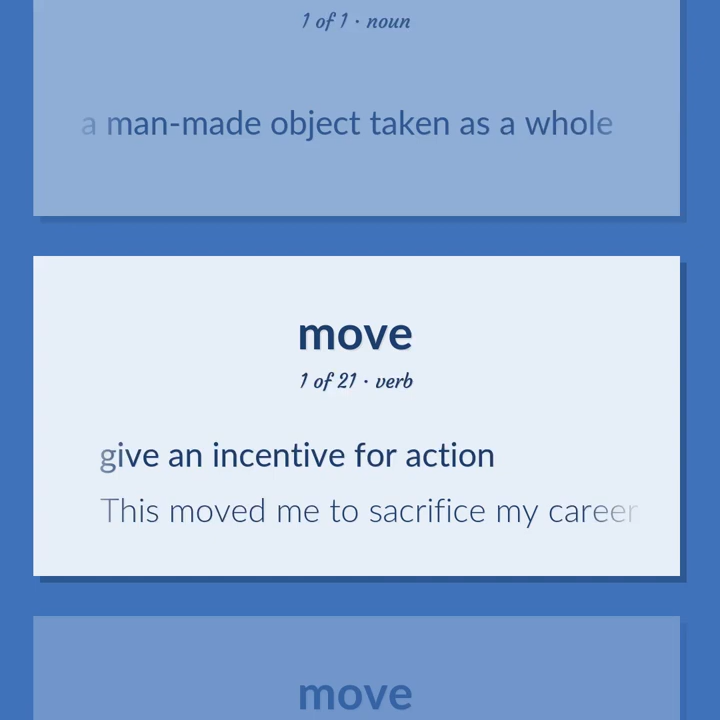 1 of 1 · noun
a man-made object taken as a whole
move
1 of 21 · verb
give an incentive for action
This moved me to sacrifice my career
move